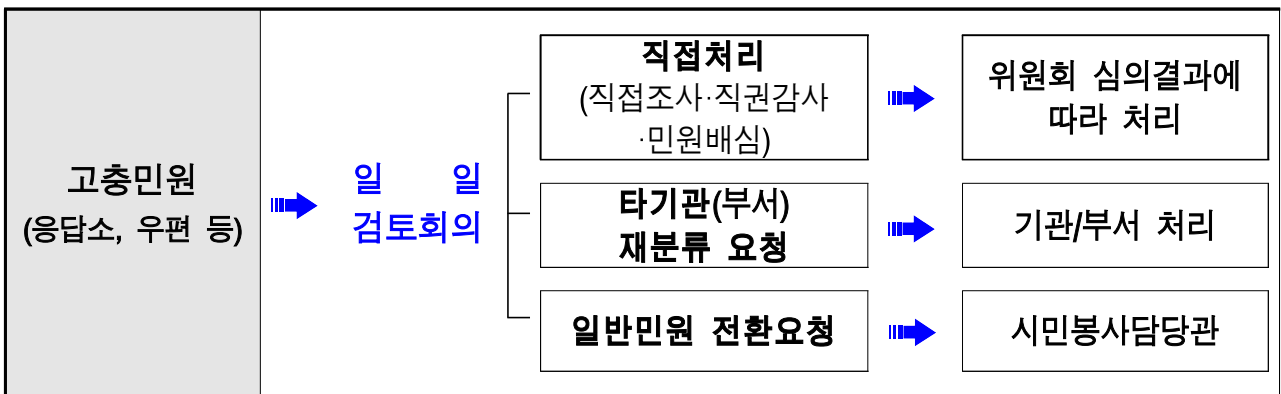 고충민원
(응답소, 우편 등)
일 일
검토회의
직접처리
(직접조사·직권감사
·민원배심)
위원회 심의결과에
따라 처리
타기관(부서)
재분류 요청
기관/부서 처리
일반민원 전환요청
시민봉사담당관